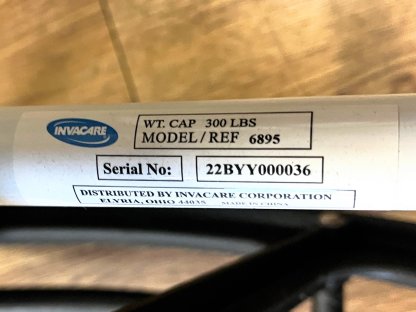 INVACARE
WT. CAP 300 LBS
MODEL/REF 6895
Serial No: 22BYY000036
DISTRIBUTED BY INVACARE CORPORATION
ELYRIA, OHIO 44035 MADE IN CHINA